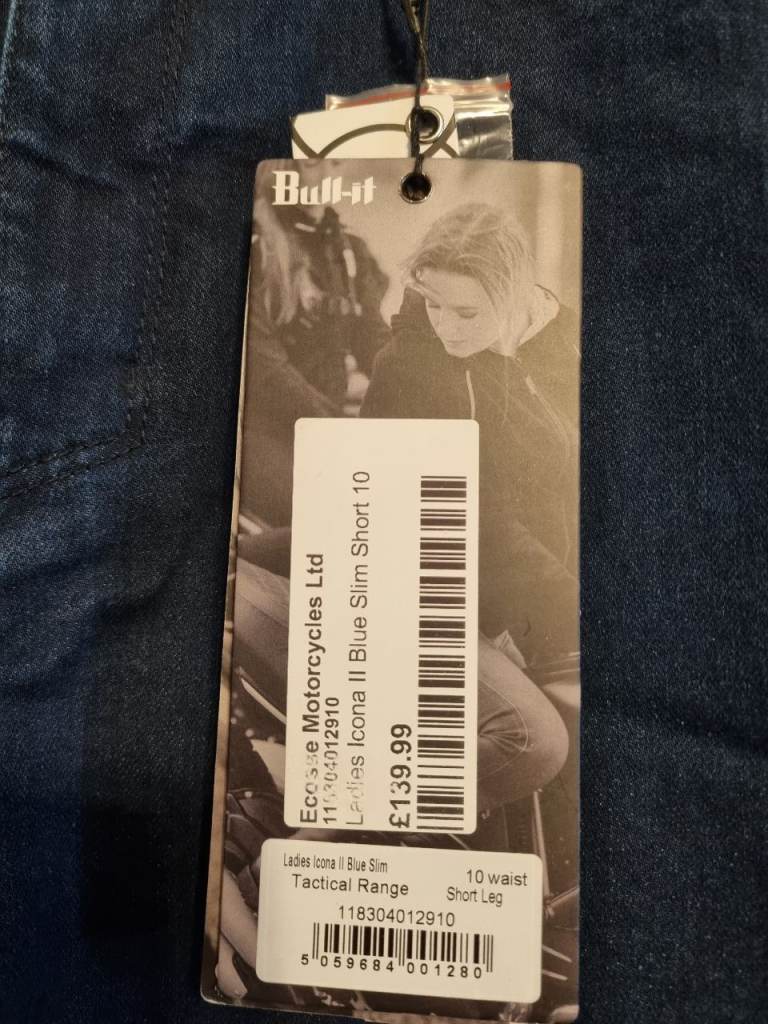 Bull-it
Ecosse Motorcycles Ltd
118304012910
Ladies Icona II Blue Slim Short 10
£139.99
Ladies Icona II Blue Slim
Tactical Range
10 waist
Short Leg
118304012910
5 059684 001280